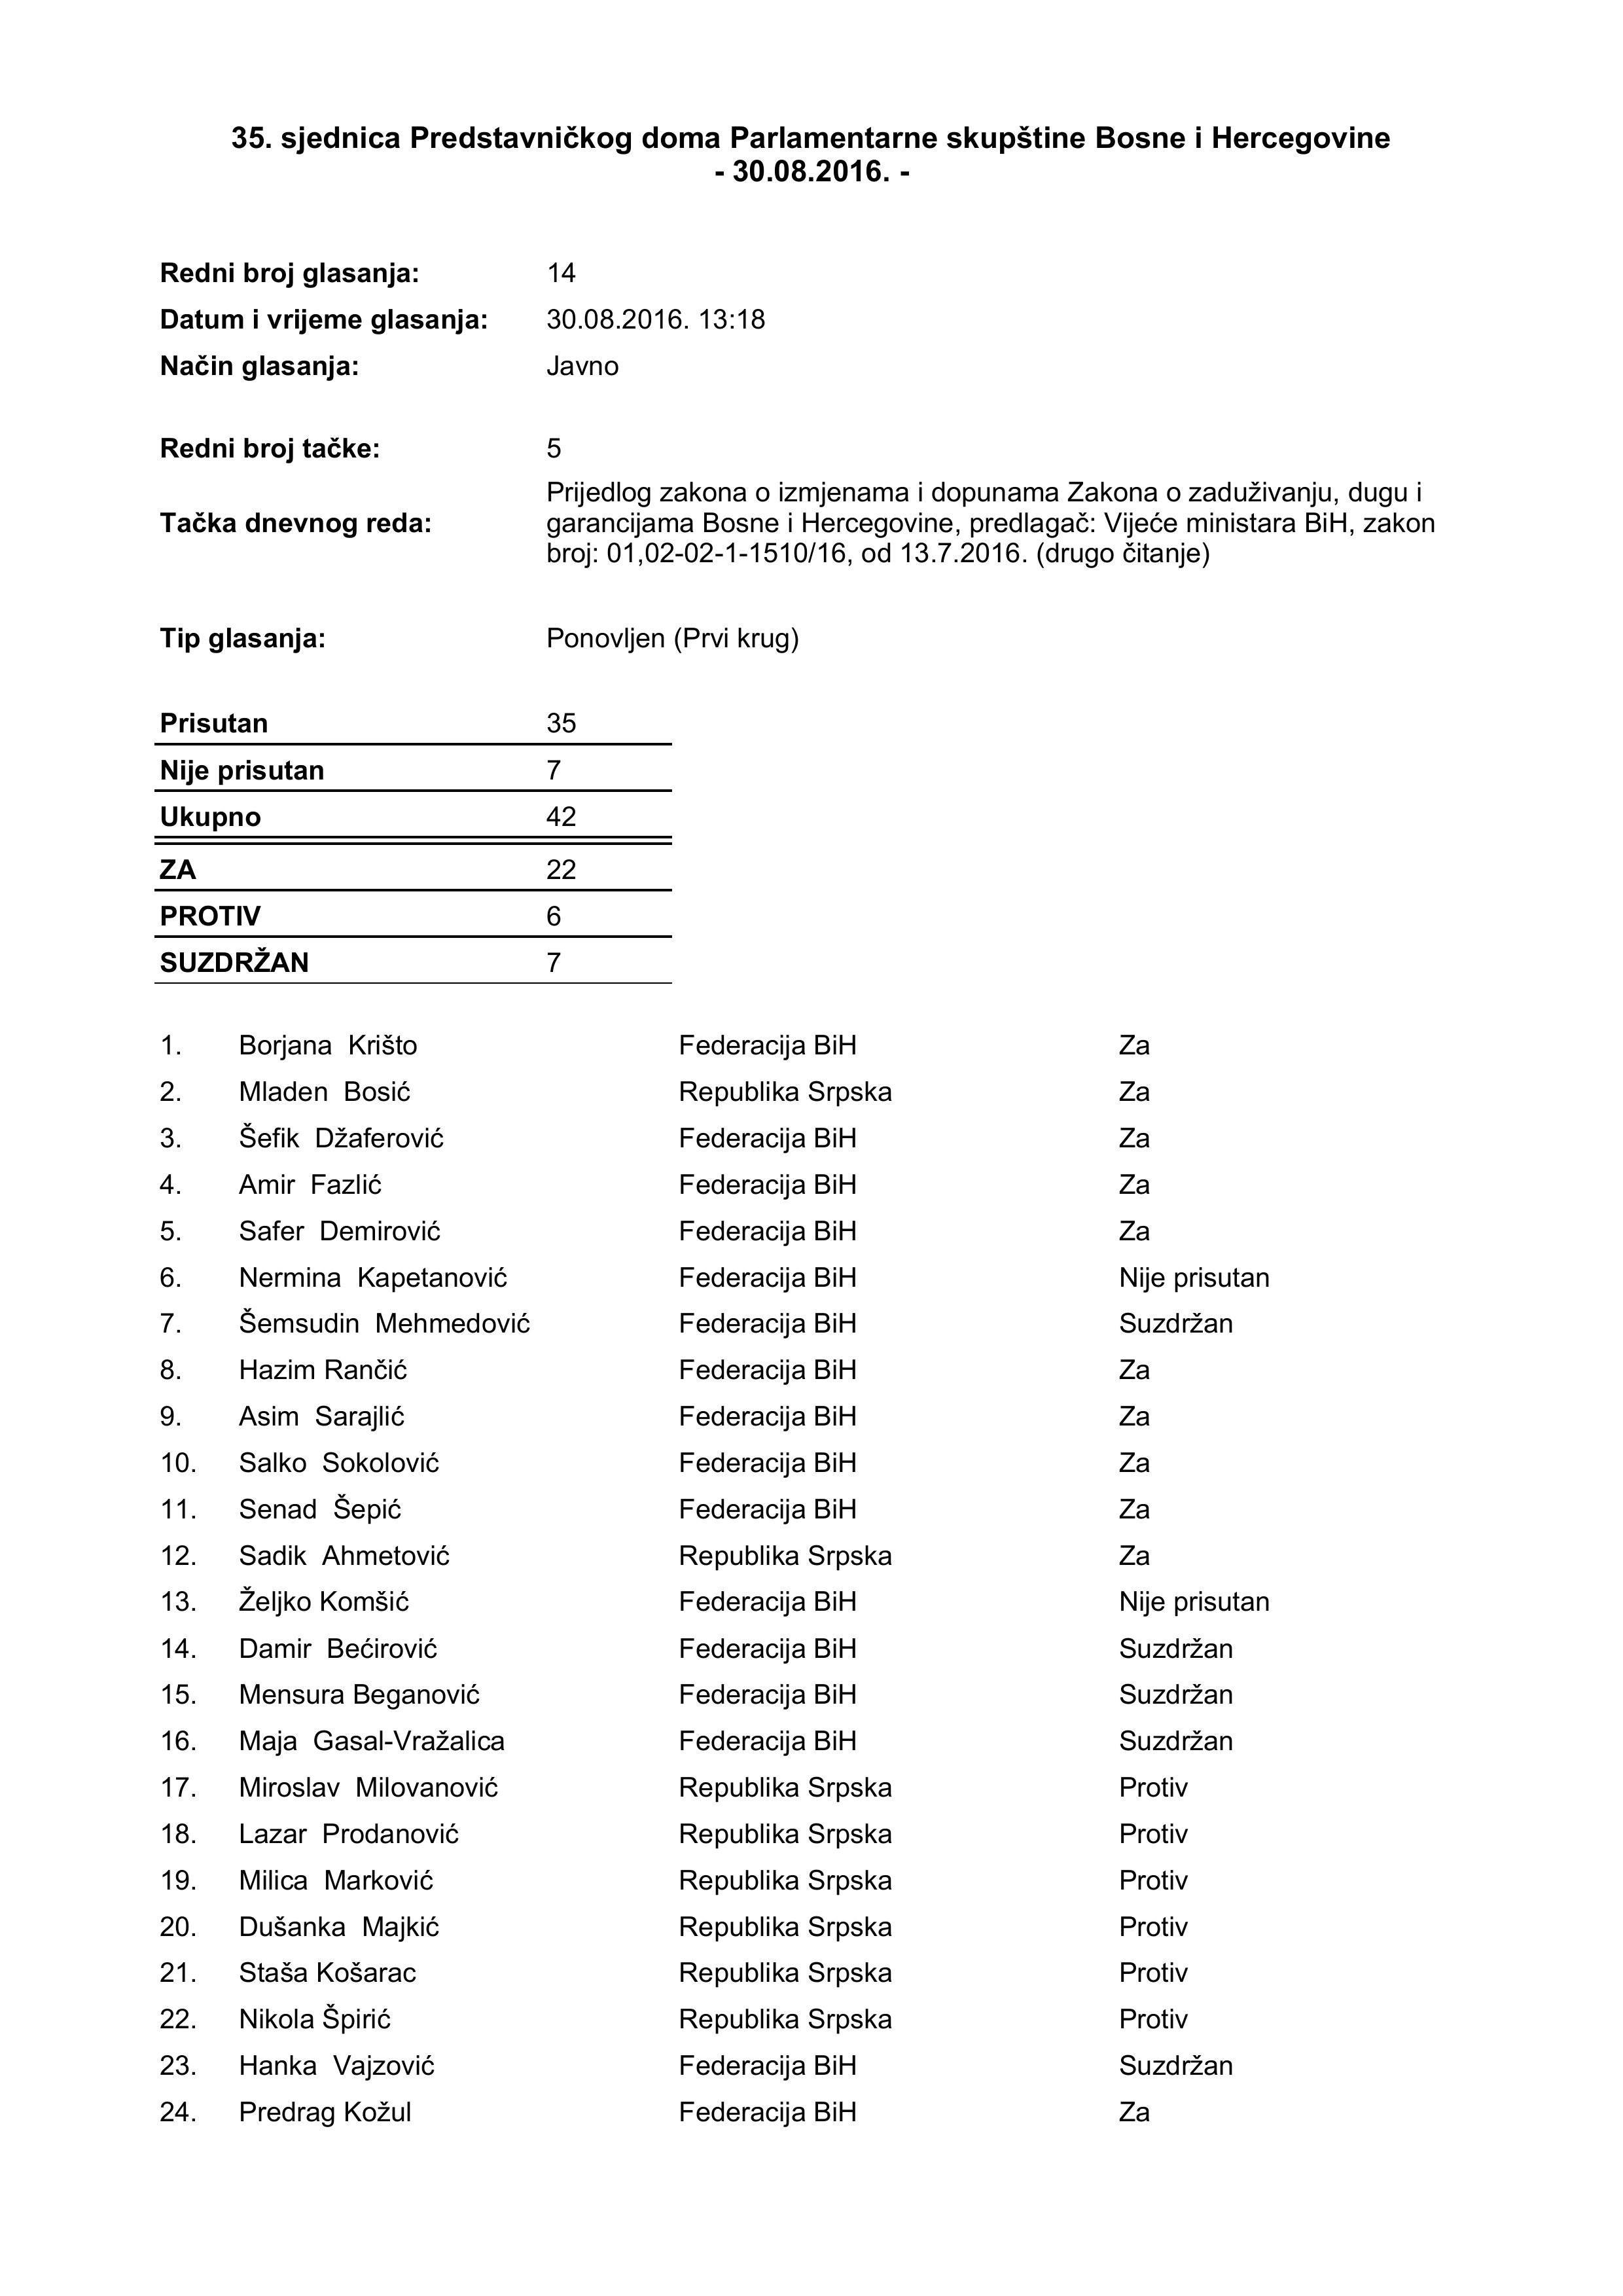 35. sjednica Predstavničkog doma Parlamentarne skupštine Bosne i Hercegovine
- 30.08.2016. -
Redni broj glasanja: 14
Datum i vrijeme glasanja: 30.08.2016. 13:18
Način glasanja: Javno
Redni broj tačke: 5
Tačka dnevnog reda: Prijedlog zakona o izmjenama i dopunama Zakona o zaduživanju, dugu i
garancijama Bosne i Hercegovine, predlagač: Vijeće ministara BiH, zakon
broj: 01,02-02-1-1510/16, od 13.7.2016. (drugo čitanje)
Tip glasanja: Ponovljen (Prvi krug)
Prisutan 35
Nije prisutan 7
Ukupno 42
ZA 22
PROTIV 6
SUZDRŽAN 7
1. Borjana Krišto Federacija BiH Za
2. Mladen Bosić Republika Srpska Za
3. Šefik Džaferović Federacija BiH Za
4. Amir Fazlić Federacija BiH Za
5. Safer Demirović Federacija BiH Za
6. Nermina Kapetanović Federacija BiH Nije prisutan
7. Šemsudin Mehmedović Federacija BiH Suzdržan
8. Hazim Rančić Federacija BiH Za
9. Asim Sarajlić Federacija BiH Za
10. Salko Sokolović Federacija BiH Za
11. Senad Šepić Federacija BiH Za
12. Sadik Ahmetović Republika Srpska Za
13. Željko Komšić Federacija BiH Nije prisutan
14. Damir Bećirović Federacija BiH Suzdržan
15. Mensura Beganović Federacija BiH Suzdržan
16. Maja Gasal-Vražalica Federacija BiH Suzdržan
17. Miroslav Milovanović Republika Srpska Protiv
18. Lazar Prodanović Republika Srpska Protiv
19. Milica Marković Republika Srpska Protiv
20. Dušanka Majkić Republika Srpska Protiv
21. Staša Košarac Republika Srpska Protiv
22. Nikola Špirić Republika Srpska Protiv
23. Hanka Vajzović Federacija BiH Suzdržan
24. Predrag Kožul Federacija BiH Za